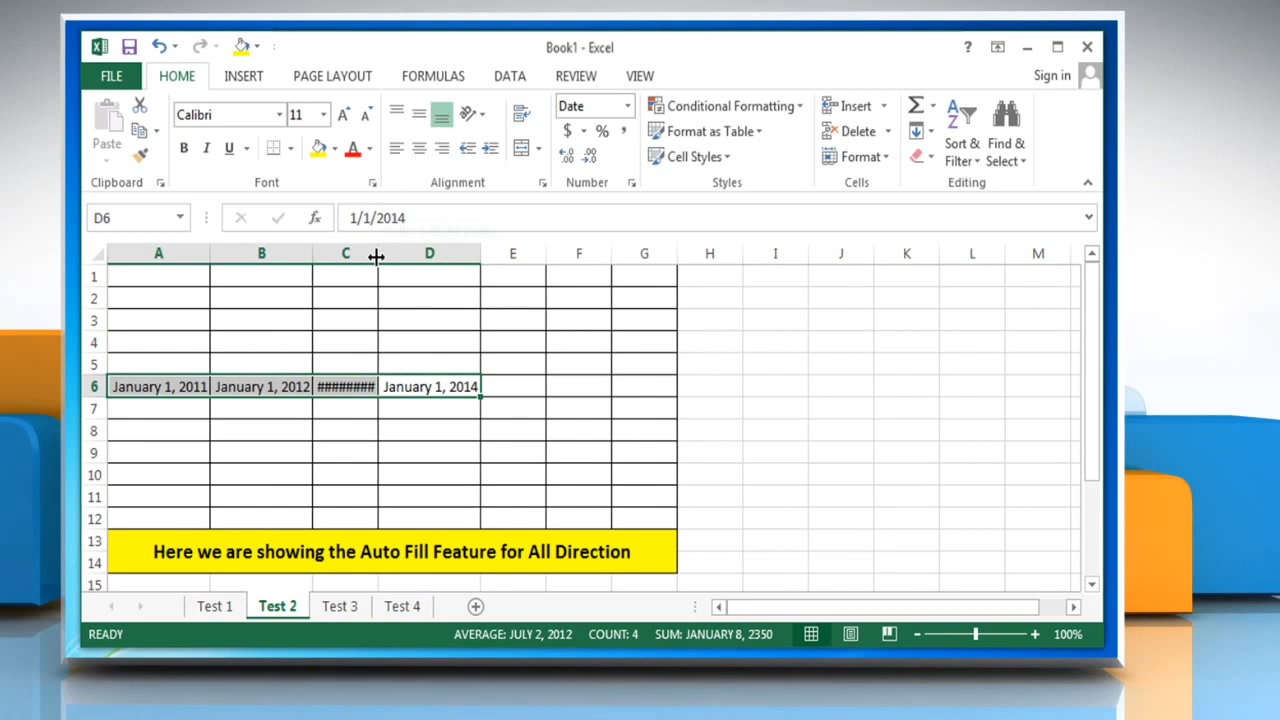 Book1 - Excel
?
FILE HOME INSERT PAGE LAYOUT FORMULAS DATA REVIEW VIEW Sign in
Calibri 11 A A Date Conditional Formatting Insert Σ A Z
Paste $ % , Format as Table Delete Sort & Find &
B I U A .00 .0 Cell Styles Format Filter Select
Clipboard Font Alignment Number Styles Cells Editing
D6 fx 1/1/2014
A B C D E F G H I J K L M
1
2
3
4
5
6 January 1, 2011 January 1, 2012 ######## January 1, 2014
7
8
9
10
11
12
13
Here we are showing the Auto Fill Feature for All Direction
14
15
Test 1 Test 2 Test 3 Test 4
READY AVERAGE: JULY 2, 2012 COUNT: 4 SUM: JANUARY 8, 2350 100%